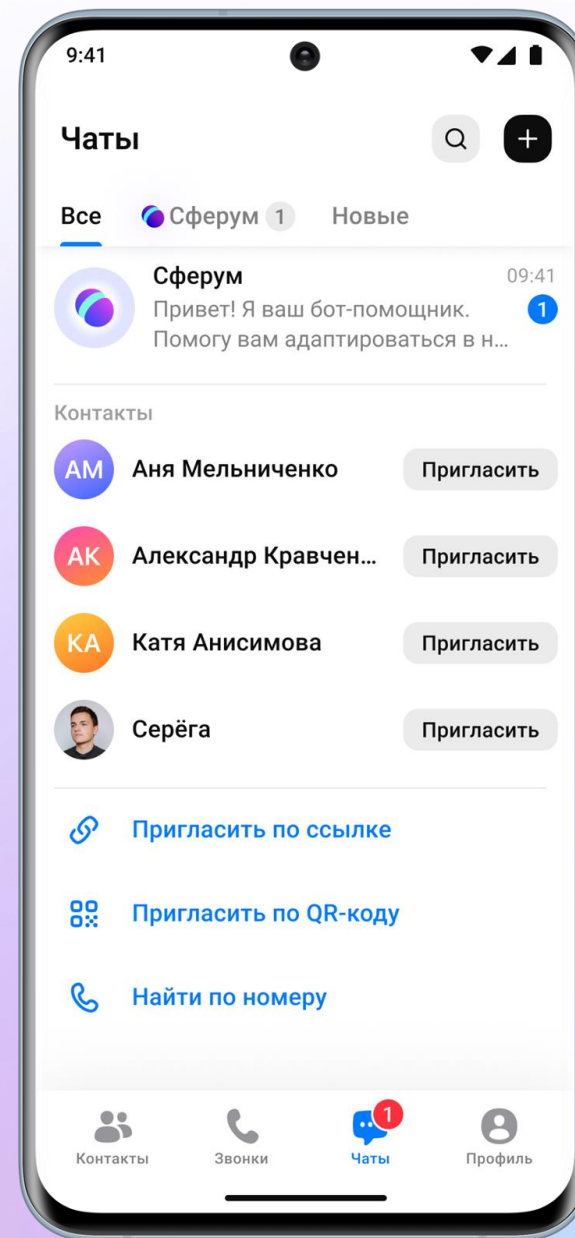 9:41
Чаты
Все Сферум 1 Новые
Сферум 09:41
Привет! Я ваш бот-помощник. 1
Помогу вам адаптироваться в н...
Контакты
АМ Аня Мельниченко Пригласить
АК Александр Кравчен... Пригласить
КА Катя Анисимова Пригласить
Серёга Пригласить
Пригласить по ссылке
Пригласить по QR-коду
Найти по номеру
1
Контакты Звонки Чаты Профиль